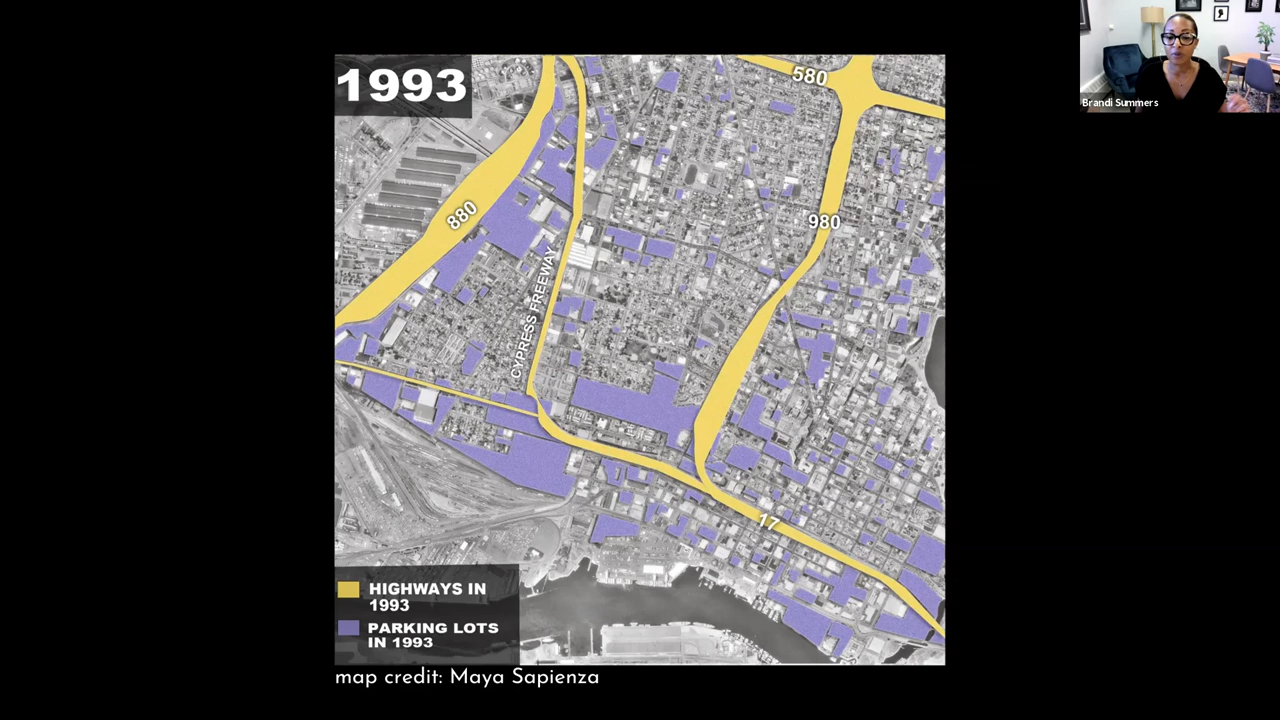 1993
580
Brandi Summers
880
980
CYPRESS FREEWAY
17
HIGHWAYS IN
1993
PARKING LOTS
IN 1993
map credit: Maya Sapienza